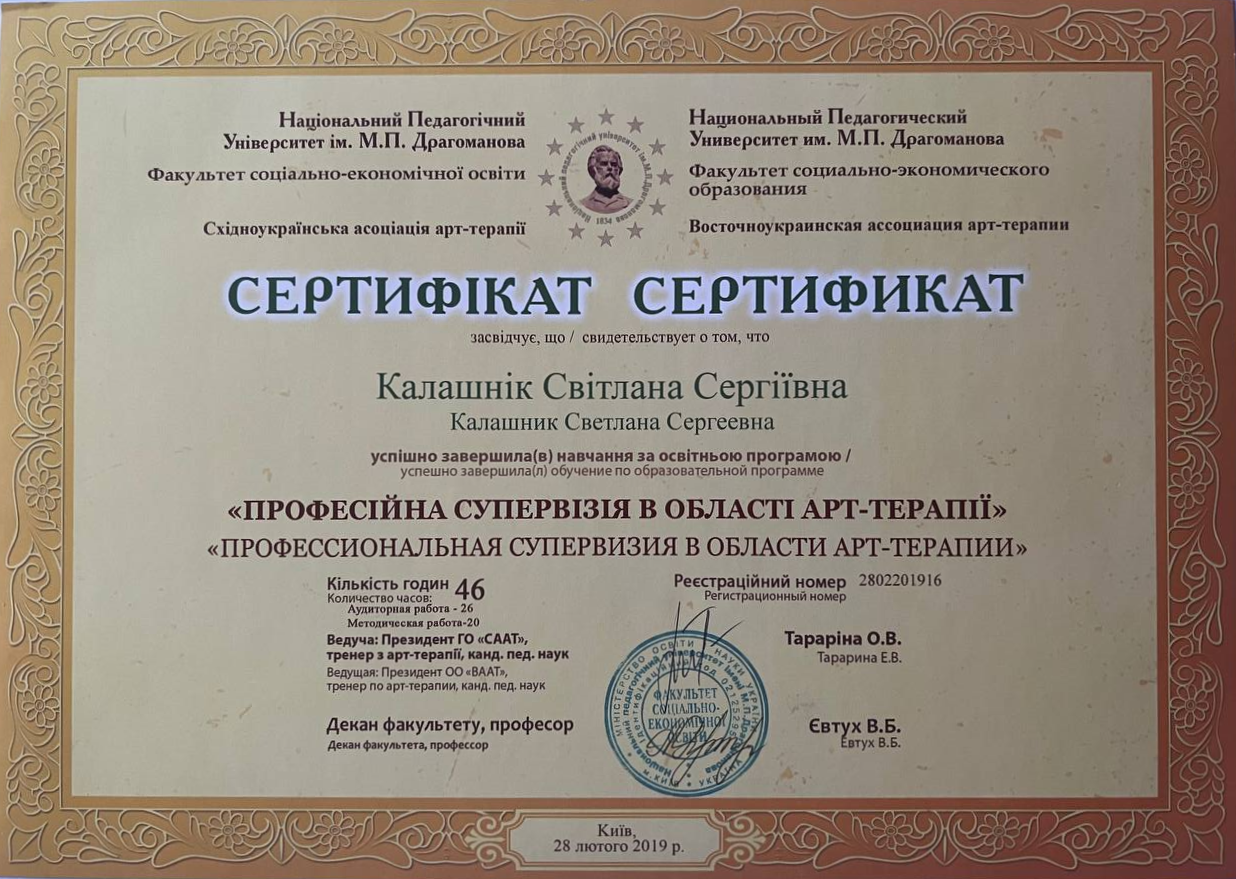 Національний Педагогічний
Університет ім. М.П. Драгоманова
Факультет соціально-економічної освіти
Східноукраїнська асоціація арт-терапії
Національный Педагогический
Университет им. М.П. Драгоманова
Факультет социально-экономического
образования
Восточноукраинская ассоциация арт-терапии
Національний педагогічний університет ім.М.П.Драгоманова
1834
СЕРТИФІКАТ СЕРТИФИКАТ
засвідчує, що / свидетельствует о том, что
Калашнік Світлана Сергіївна
Калашник Светлана Сергеевна
успішно завершила(в) навчання за освітньою програмою /
успешно завершила(л) обучение по образовательной программе
«ПРОФЕСІЙНА СУПЕРВІЗІЯ В ОБЛАСТІ АРТ-ТЕРАПІЇ»
«ПРОФЕССИОНАЛЬНАЯ СУПЕРВИЗИЯ В ОБЛАСТИ АРТ-ТЕРАПИИ»
Кількість годин 46
Количество часов:
Аудиторная работа - 26
Методическая работа-20
Реєстраційний номер 2802201916
Регистрационный номер
Ведуча: Президент ГО «СААТ»,
тренер з арт-терапії, канд. пед. наук
Ведущая: Президент ОО «ВААТ»,
тренер по арт-терапии, канд. пед. наук
Тараріна О.В.
Тарарина Е.В.
МІНІСТЕРСТВО ОСВІТИ І НАУКИ УКРАЇНИ
ФАКУЛЬТЕТ
СОЦІАЛЬНО-
ЕКОНОМІЧНОЇ
ОСВІТИ
м. КИЇВ * УКРАЇНА
Декан факультету, професор
Декан факультета, профессор
Євтух В.Б.
Евтух В.Б.
Київ,
28 лютого 2019 р.